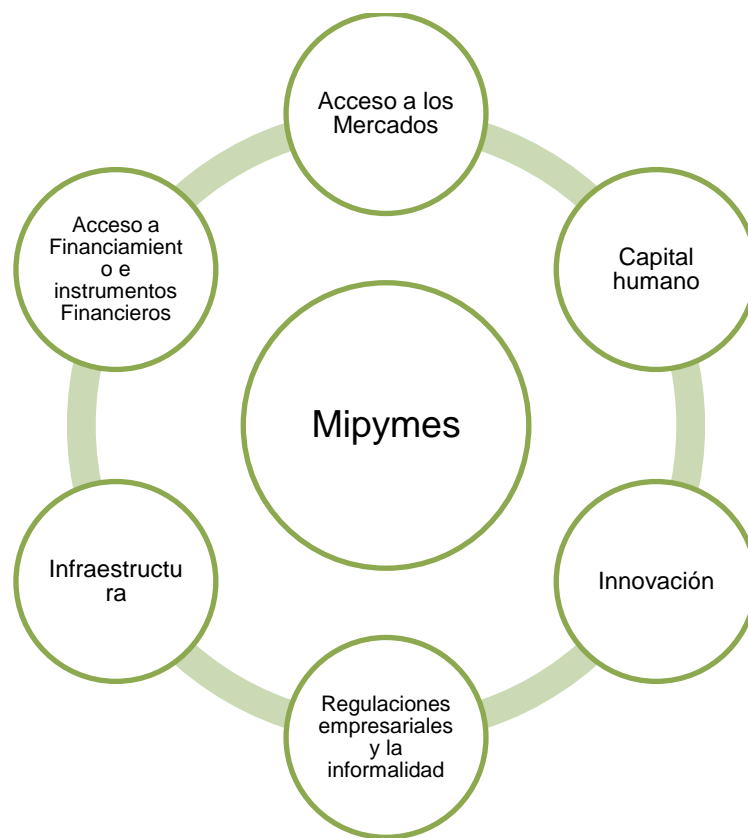 Acceso a los
Mercados
Capital
humano
Innovación
Regulaciones
empresariales
y la
informalidad
Infraestructu
ra
Acceso a
Financiamient
o e
instrumentos
Financieros
Mipymes